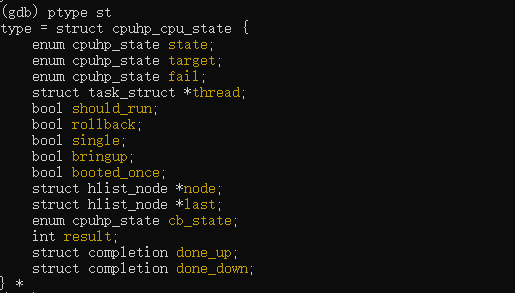 (gdb) ptype st
type = struct cpuhp_cpu_state {
    enum cpuhp_state state;
    enum cpuhp_state target;
    enum cpuhp_state fail;
    struct task_struct *thread;
    bool should_run;
    bool rollback;
    bool single;
    bool bringup;
    bool booted_once;
    struct hlist_node *node;
    struct hlist_node *last;
    enum cpuhp_state cb_state;
    int result;
    struct completion done_up;
    struct completion done_down;
} *